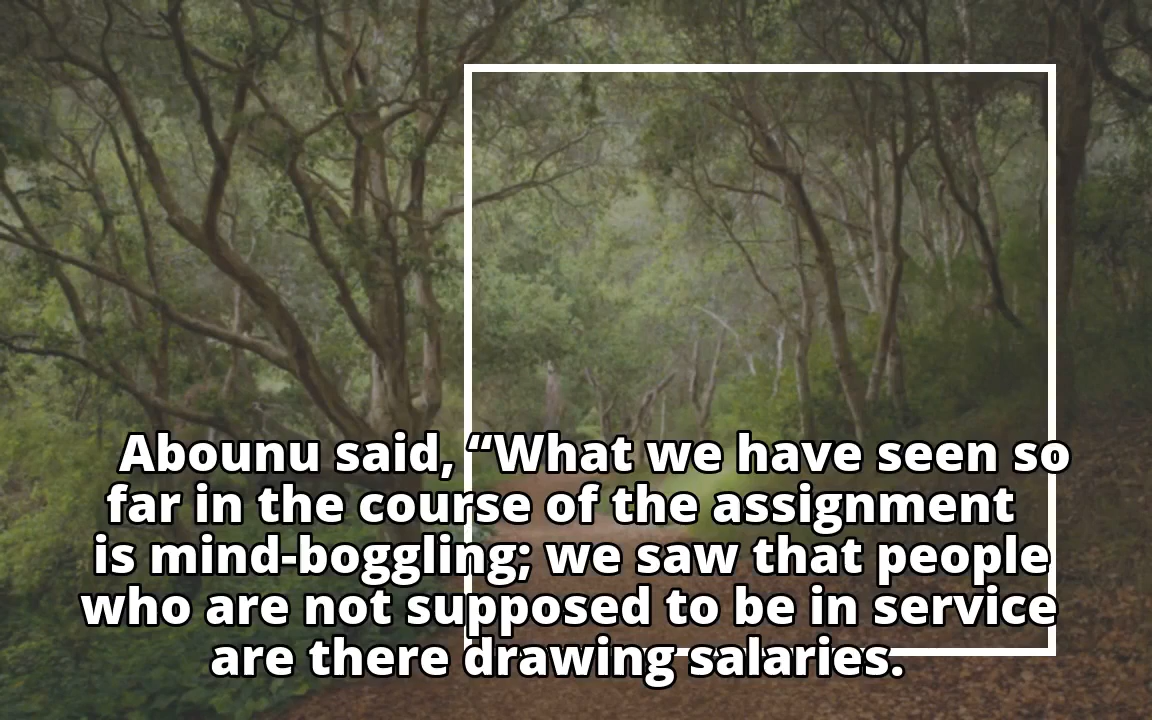 Abounu said, “What we have seen so
far in the course of the assignment
is mind-boggling; we saw that people
who are not supposed to be in service
are there drawing salaries.